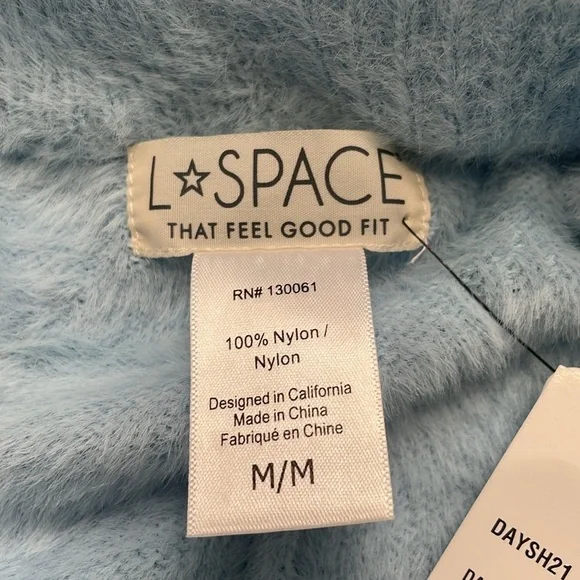 L☆SPACE
THAT FEEL GOOD FIT
RN# 130061
100% Nylon /
Nylon
Designed in California
Made in China
Fabriqué en Chine
M/M
DAYSH21